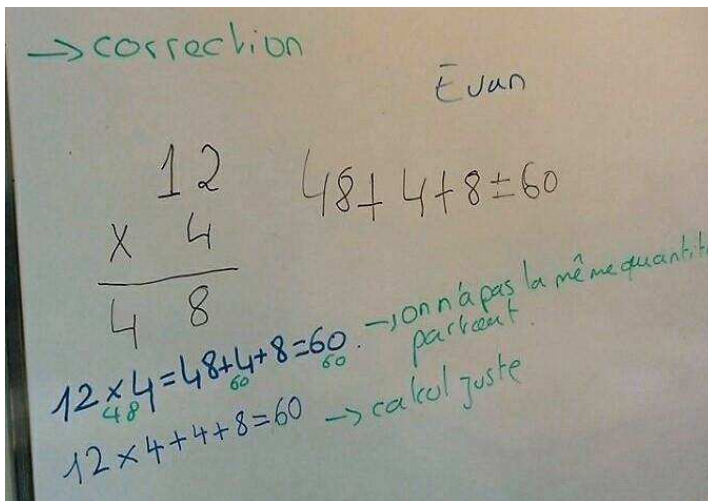 → correction
Evan
12
x 4
48
48 + 4 + 8 = 60
12 × 4 = 48 + 4 + 8 = 60. → on n'a pas la même quantité
partout.
48 60 60
12 × 4 + 4 + 8 = 60 → calcul juste